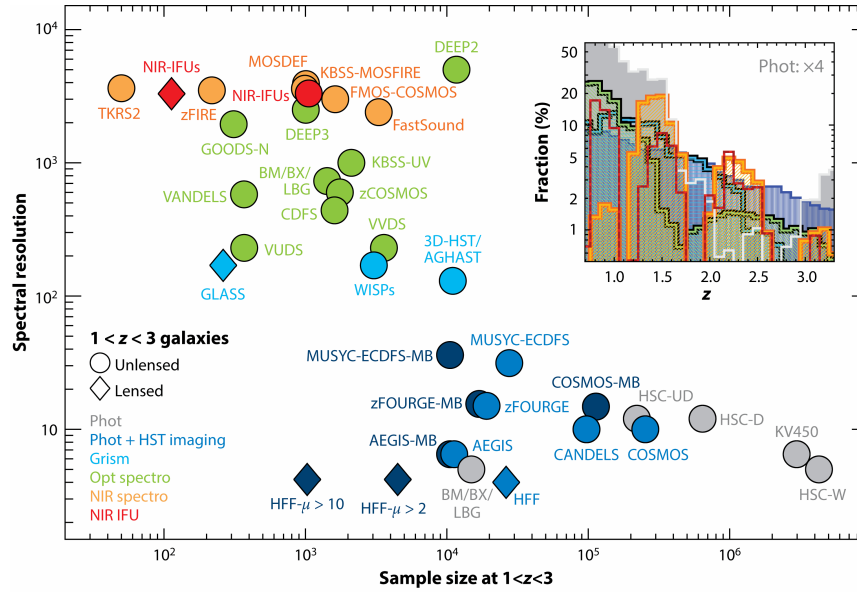 10⁴
10³
10²
10
Spectral resolution
10²
10³
10⁴
10⁵
10⁶
Sample size at 1<z<3
NIR-IFUs
TKRS2
zFIRE
MOSDEF
KBSS-MOSFIRE
NIR-IFUs
FMOS-COSMOS
FastSound
DEEP2
DEEP3
GOODS-N
BM/BX/
LBG
KBSS-UV
zCOSMOS
CDFS
VANDELS
VUDS
VVDS
3D-HST/
AGHAST
GLASS
WISPs
1 < z < 3 galaxies
Unlensed
Lensed
Phot
Phot + HST imaging
Grism
Opt spectro
NIR spectro
NIR IFU
MUSYC-ECDFS-MB
MUSYC-ECDFS
zFOURGE-MB
zFOURGE
COSMOS-MB
HSC-UD
HSC-D
AEGIS-MB
AEGIS
CANDELS
COSMOS
KV450
HSC-W
HFF-μ > 10
HFF-μ > 2
BM/BX/
LBG
HFF
Phot: ×4
Fraction (%)
60
20
10
5
2
1
1.0
1.5
2.0
2.5
3.0
z